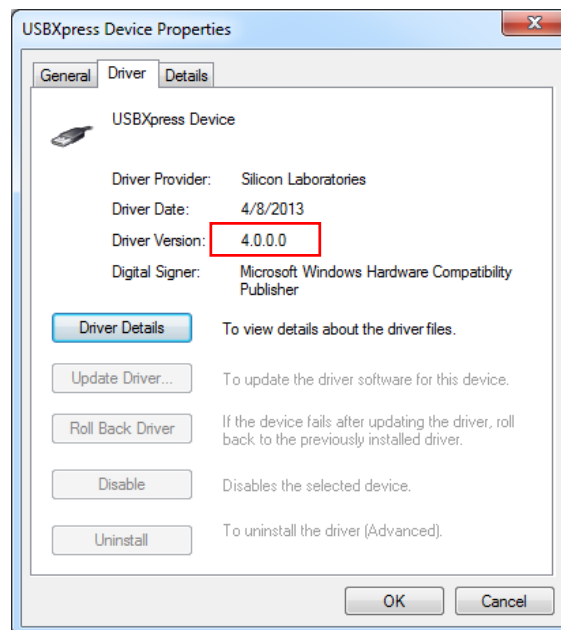 USBXpress Device Properties
General Driver Details
USBXpress Device
Driver Provider: Silicon Laboratories
Driver Date: 4/8/2013
Driver Version: 4.0.0.0
Digital Signer: Microsoft Windows Hardware Compatibility
Publisher
Driver Details To view details about the driver files.
Update Driver... To update the driver software for this device.
Roll Back Driver If the device fails after updating the driver, roll
back to the previously installed driver.
Disable Disables the selected device.
Uninstall To uninstall the driver (Advanced).
OK Cancel